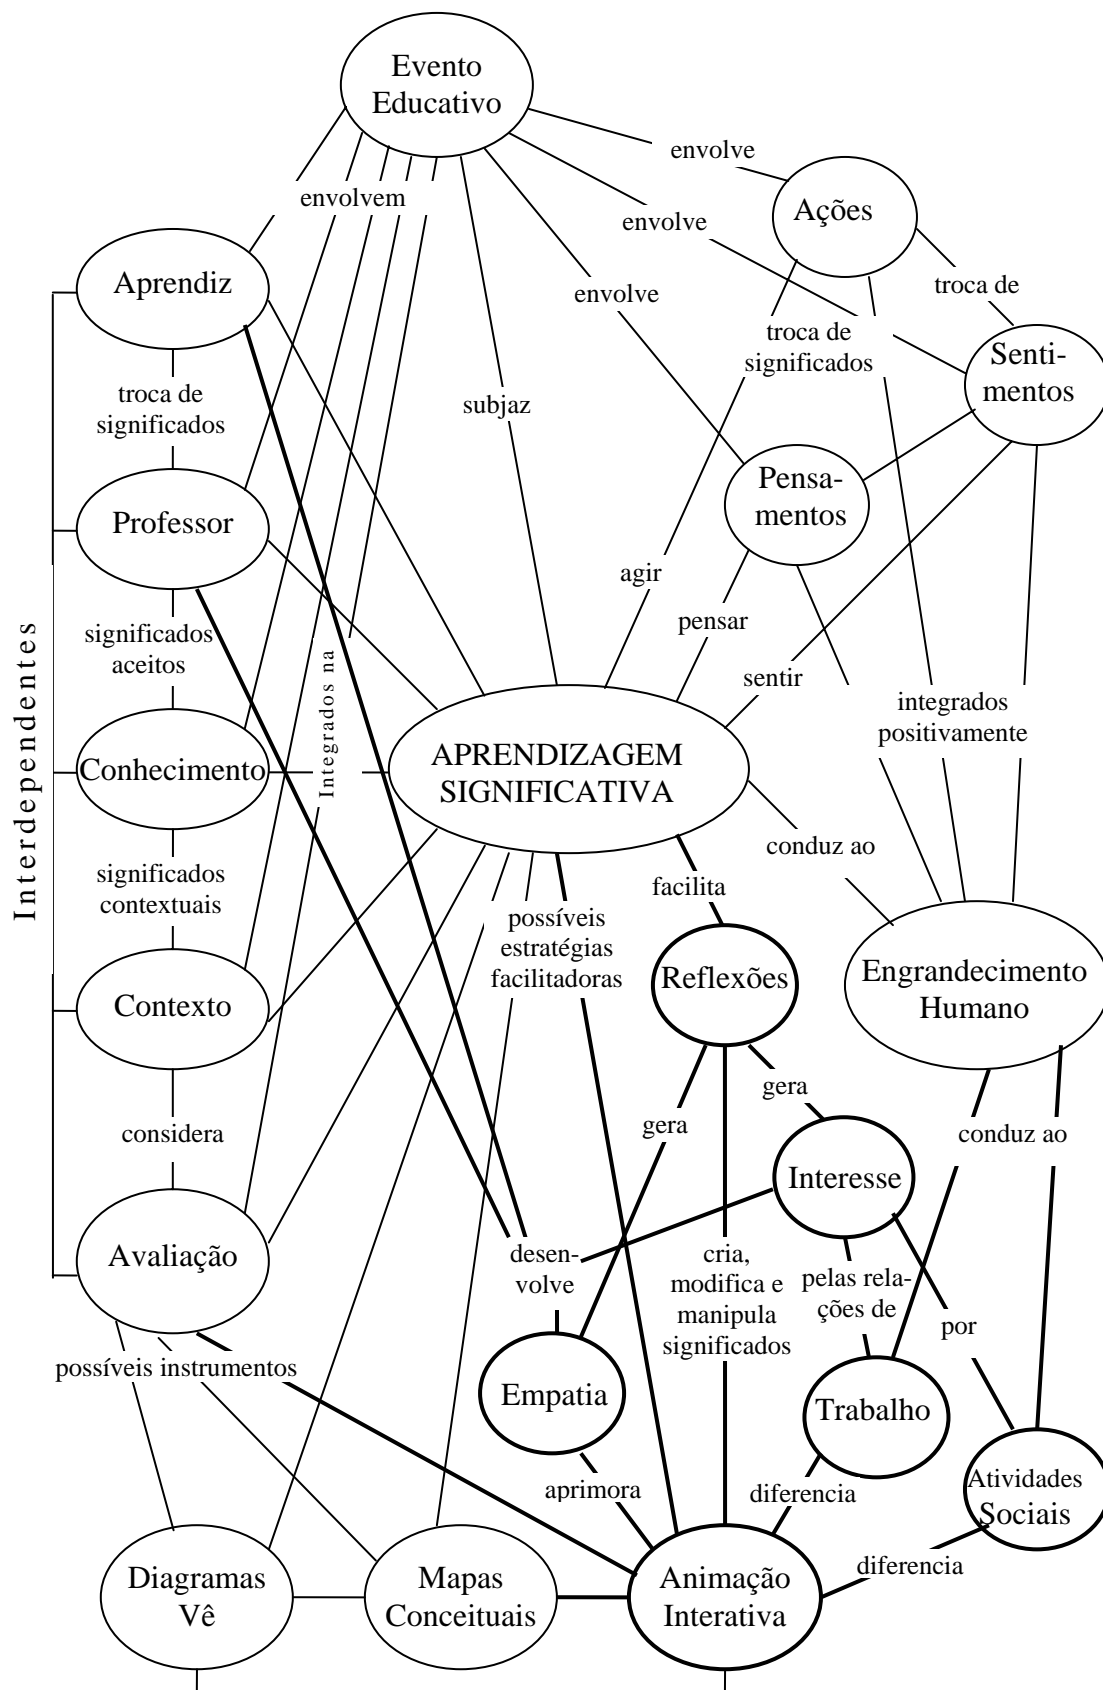 Evento
Educativo
envolve
Ações
envolvem
envolve
Aprendiz
troca de
envolve
troca de
significados
Senti-
mentos
troca de
significados
subjaz
Pensa-
mentos
Professor
agir
pensar
significados
aceitos
sentir
Interdependentes
Integrados na
integrados
positivamente
Conhecimento
APRENDIZAGEM
SIGNIFICATIVA
conduz ao
significados
contextuais
facilita
possíveis
estratégias
facilitadoras
Reflexões
Engrandecimento
Humano
Contexto
gera
gera
conduz ao
considera
Interesse
Avaliação
desen-
volve
cria,
modifica e
manipula
significados
pelas rela-
ções de
por
possíveis instrumentos
Empatia
Trabalho
aprimora
diferencia
Atividades
Sociais
diferencia
Diagramas
Vê
Mapas
Conceituais
Animação
Interativa